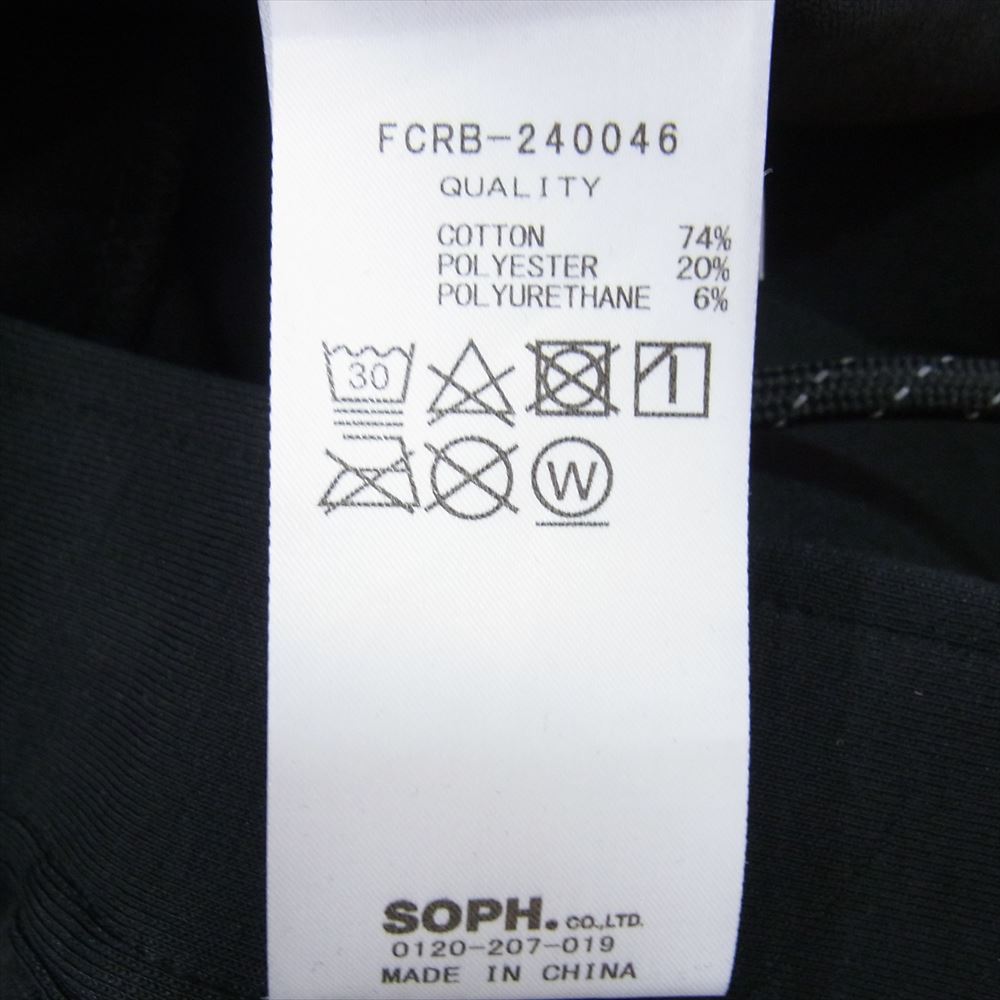 FCRB-240046
QUALITY
COTTON 74%
POLYESTER 20%
POLYURETHANE 6%
30
W
SOPH. CO.,LTD.
0120-207-019
MADE IN CHINA